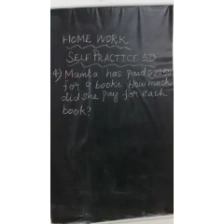 HOME WORK
SELF PRACTICE 5D
4) Mamta has paid
for 9 books. How much
did she pay for each
book?